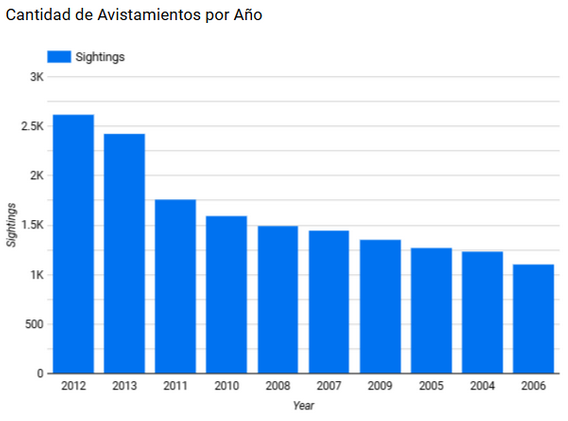 Cantidad de Avistamientos por Año
Sightings
3K
2.5K
2K
1.5K
1K
500
0
Sightings
2012 2013 2011 2010 2008 2007 2009 2005 2004 2006
Year